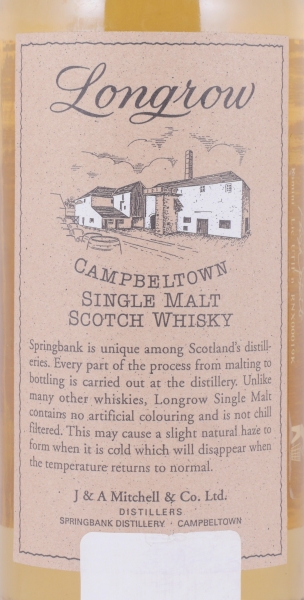 Longrow
CAMPBELTOWN
SINGLE MALT
SCOTCH WHISKY
Springbank is unique among Scotland's distill-
eries. Every part of the process from malting to
bottling is carried out at the distillery. Unlike
many other whiskies, Longrow Single Malt
contains no artificial colouring and is not chill
filtered. This may cause a slight natural haze to
form when it is cold which will disappear when
the temperature returns to normal.
J & A Mitchell & Co. Ltd.
DISTILLERS
SPRINGBANK DISTILLERY · CAMPBELTOWN